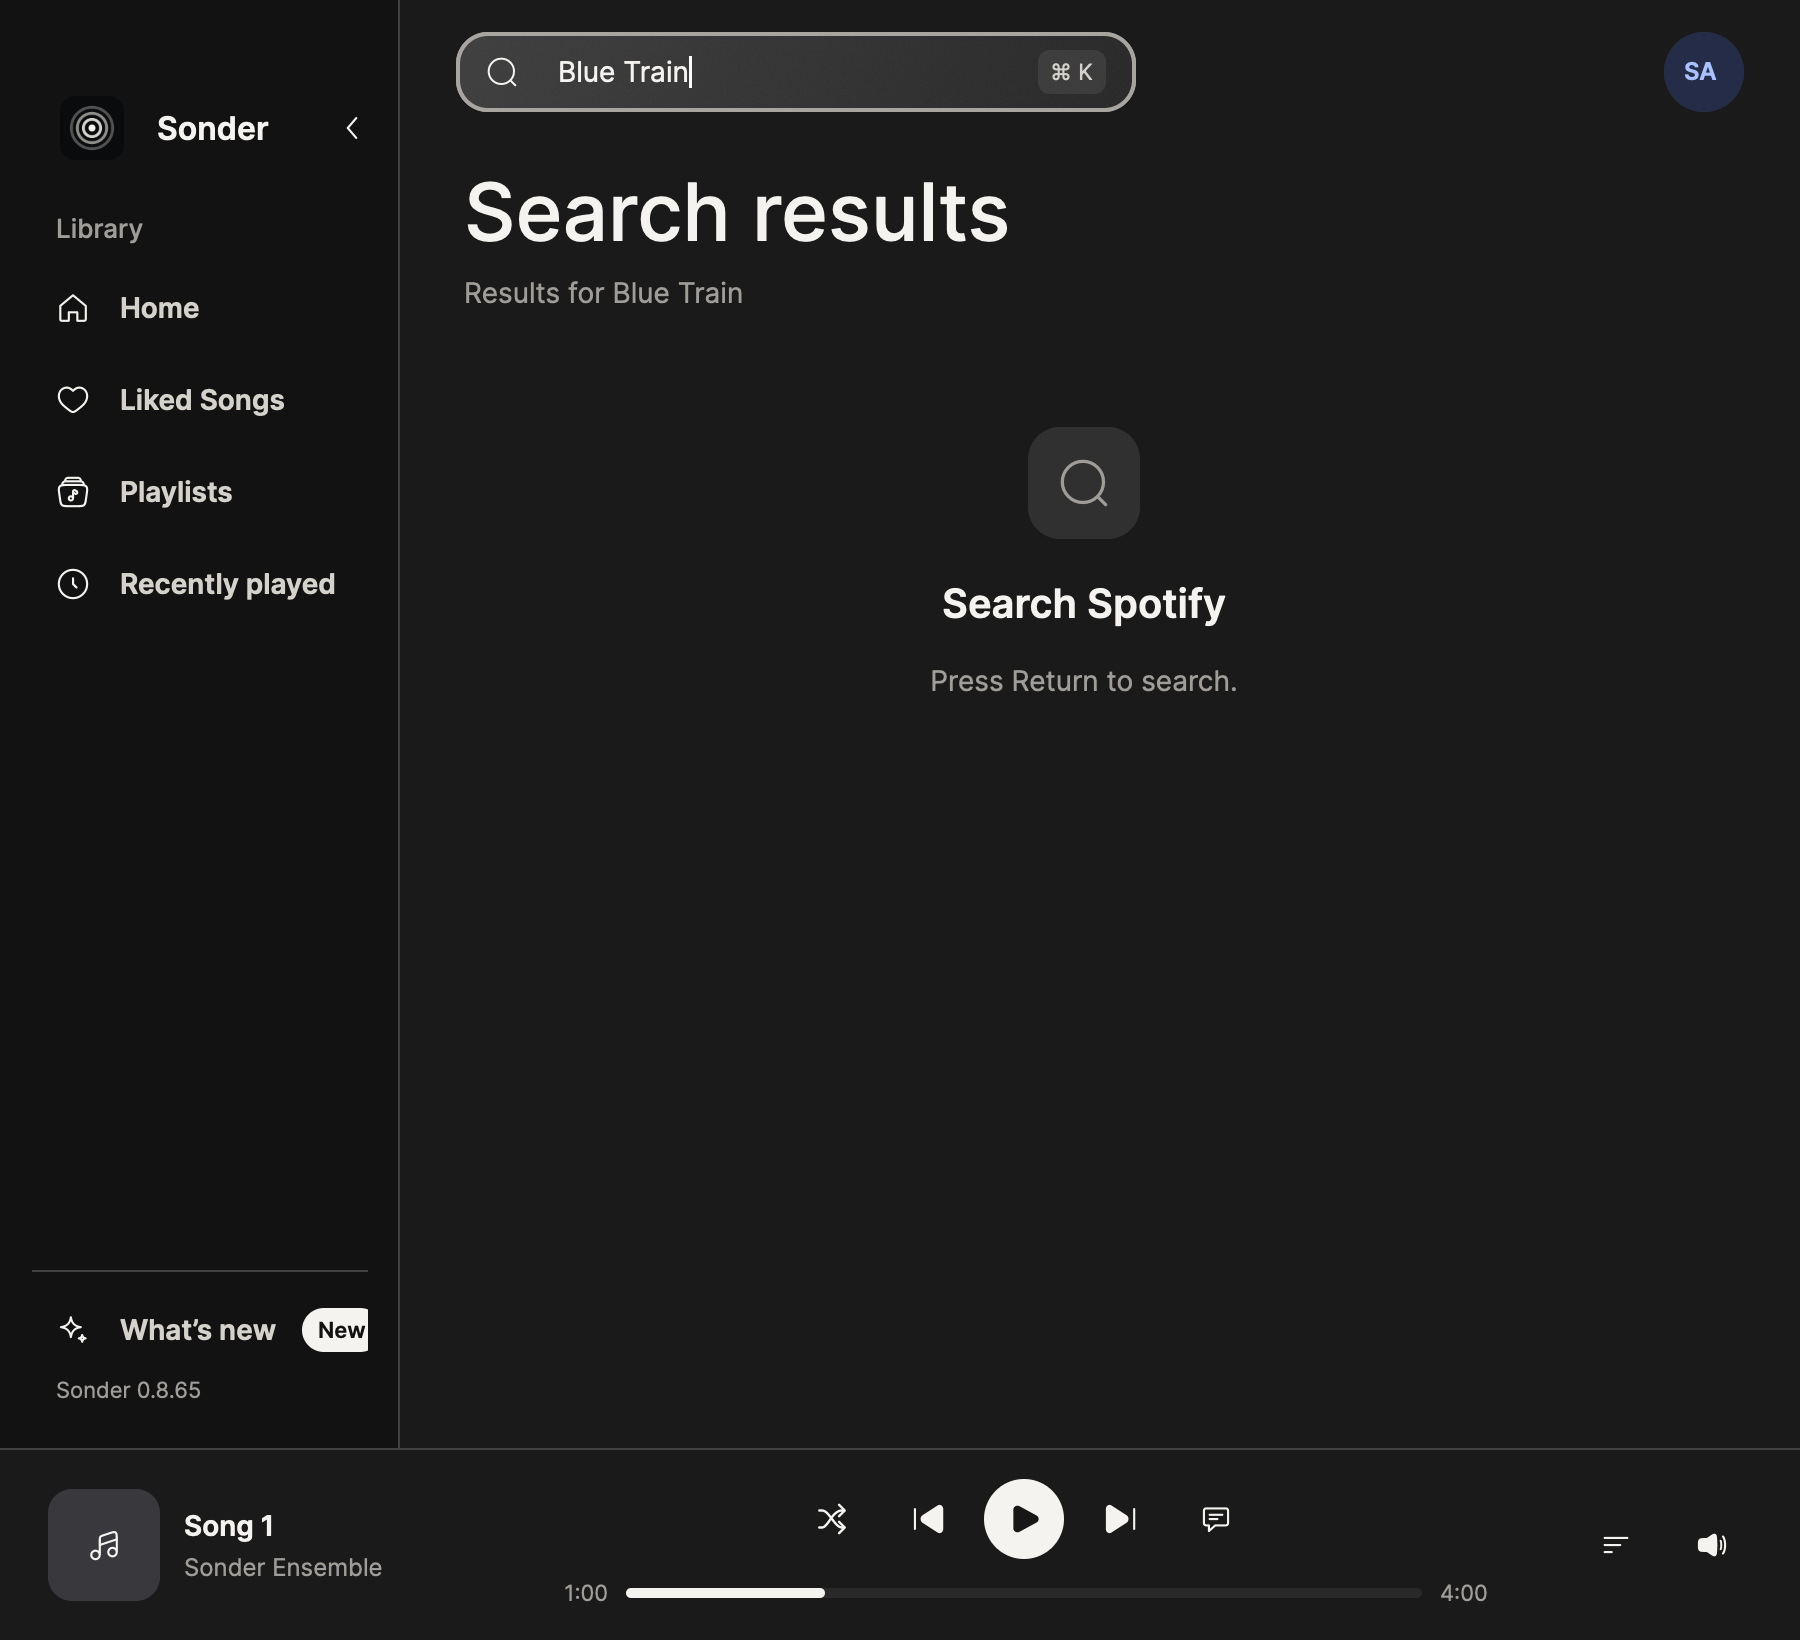 Blue Train
⌘ K
SA
Sonder
Library
Home
Liked Songs
Playlists
Recently played
Search results
Results for Blue Train
Search Spotify
Press Return to search.
What’s new
New
Sonder 0.8.65
Song 1
Sonder Ensemble
1:00
4:00